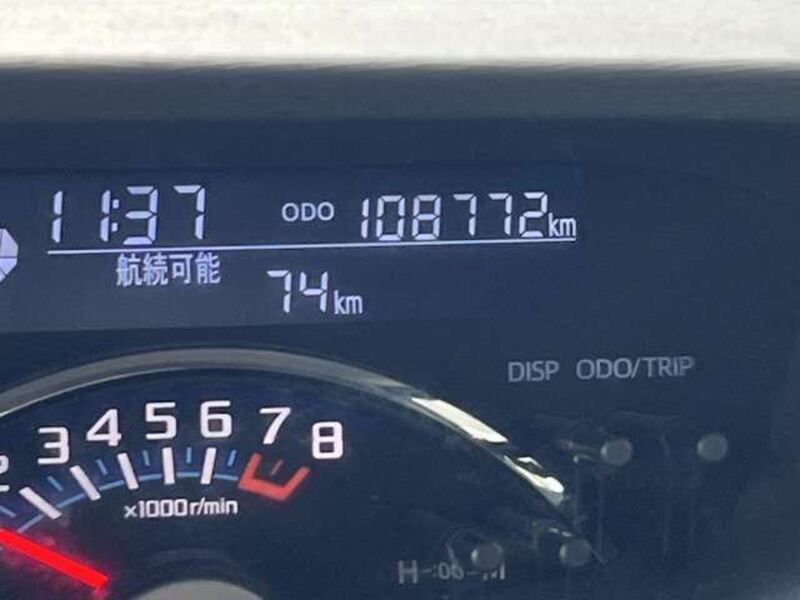 11:37 ODO 108772km
航続可能 74km
DISP ODO/TRIP
2 3 4 5 6 7 8
×1000r/min